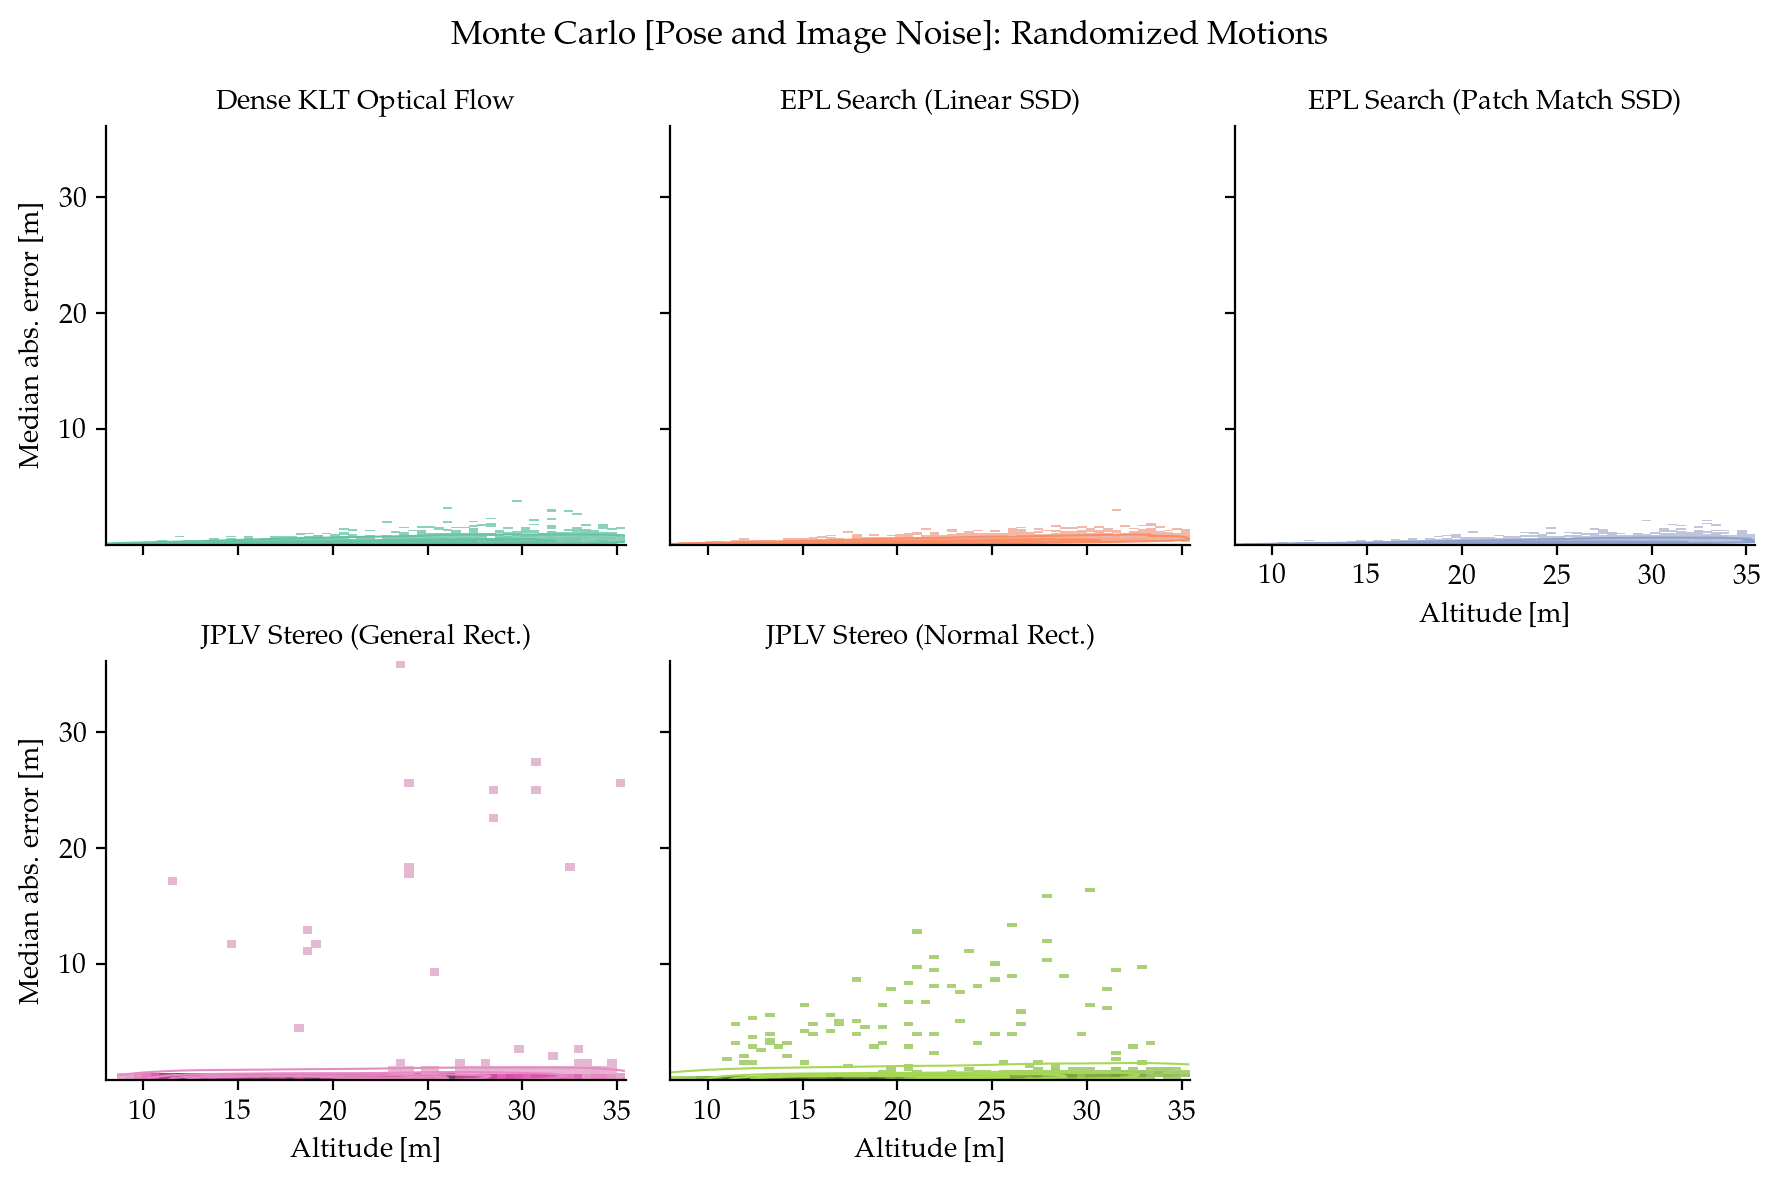 Monte Carlo [Pose and Image Noise]: Randomized Motions
Dense KLT Optical Flow
EPL Search (Linear SSD)
EPL Search (Patch Match SSD)
Median abs. error [m]
30
20
10
10 15 20 25 30 35
Altitude [m]
JPLV Stereo (General Rect.)
JPLV Stereo (Normal Rect.)
Median abs. error [m]
30
20
10
10 15 20 25 30 35
10 15 20 25 30 35
Altitude [m]
Altitude [m]